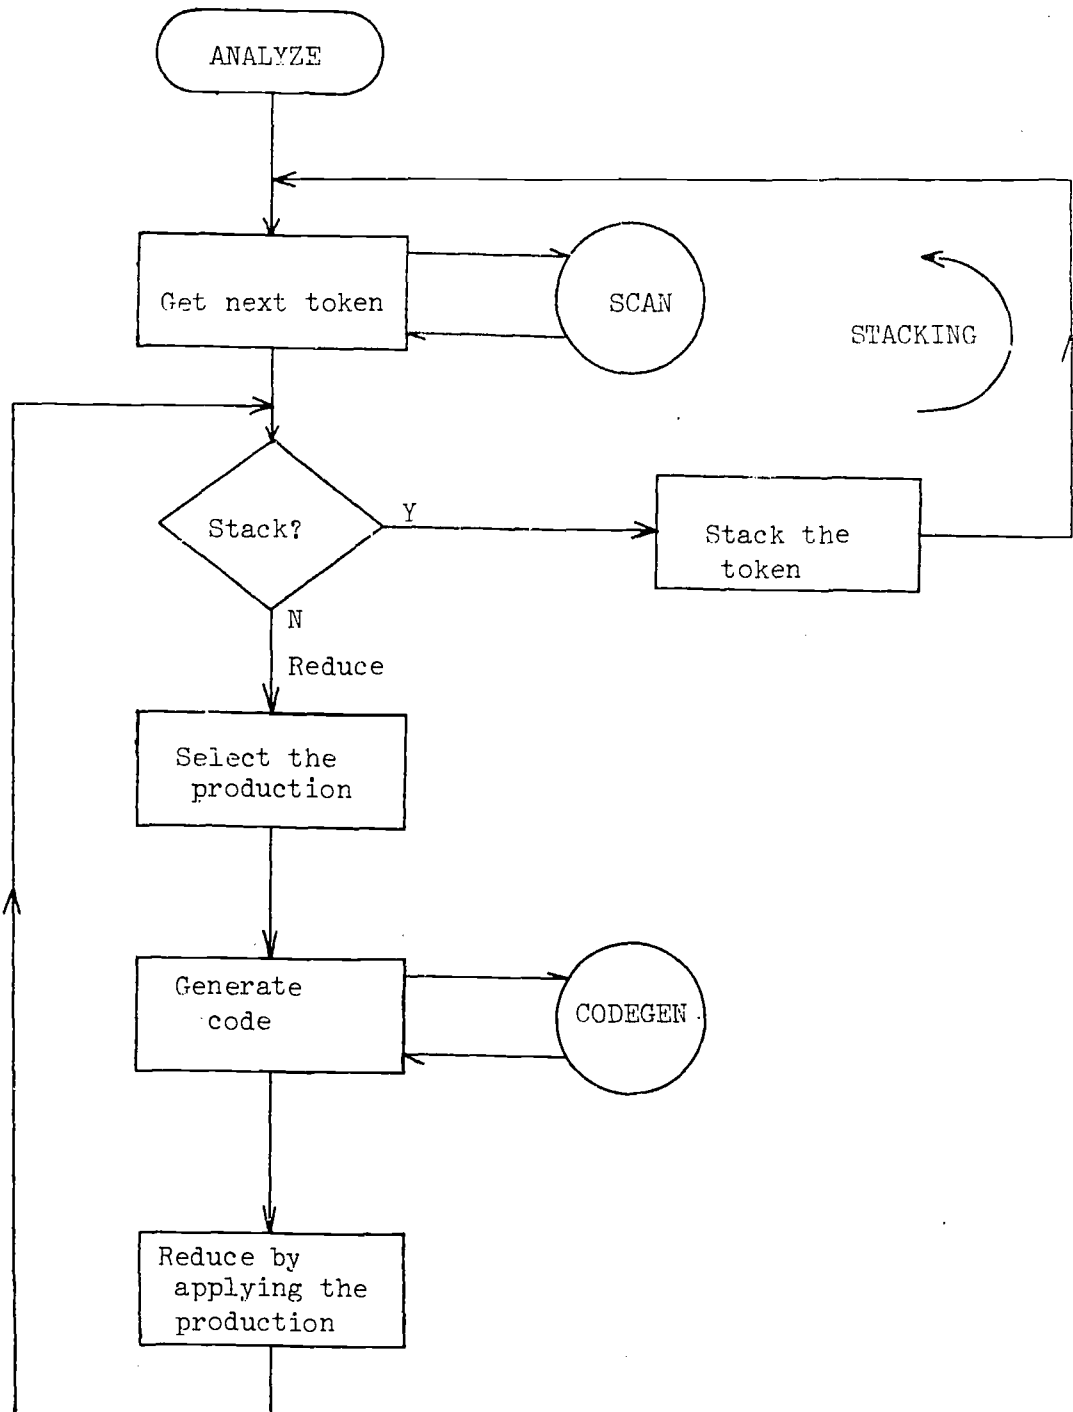 ANALYZE
Get next token
SCAN
STACKING
Stack?
Y
Stack the
token
N
Reduce
Select the
production
Generate
code
CODEGEN
Reduce by
applying the
production